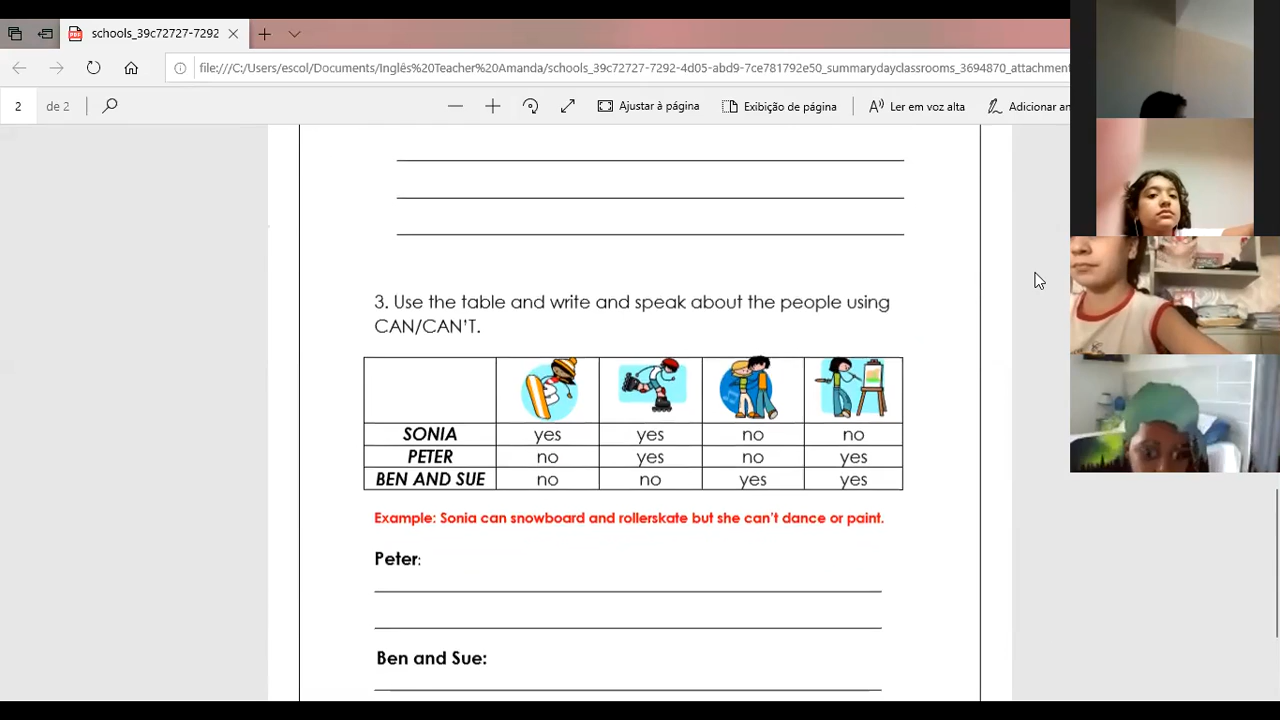 schools_39c72727-7292
file:///C:/Users/escol/Documents/Inglês%20Teacher%20Amanda/schools_39c72727-7292-4d05-abd9-7ce781792e50_summarydayclassrooms_3694870_attachment
2 de 2 Ajustar à página Exibição de página Ler em voz alta Adicionar an
3. Use the table and write and speak about the people using
CAN/CAN'T.
SONIA yes yes no no
PETER no yes no yes
BEN AND SUE no no yes yes
Example: Sonia can snowboard and rollerskate but she can't dance or paint.
Peter:
Ben and Sue: